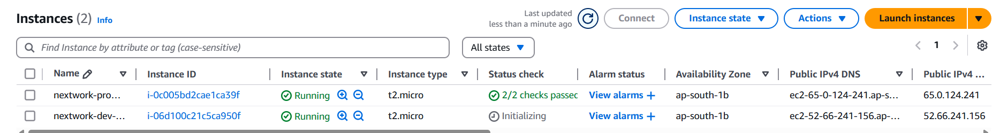 Instances (2) Info
Last updated
less than a minute ago
Connect
Instance state
Actions
Launch instances
Find Instance by attribute or tag (case-sensitive)
All states
1
Name Instance ID Instance state Instance type Status check Alarm status Availability Zone Public IPv4 DNS Public IPv4 ...
nextwork-pro... i-0c005bd2cae1ca39f Running t2.micro 2/2 checks passed View alarms + ap-south-1b ec2-65-0-124-241.ap-s... 65.0.124.241
nextwork-dev-... i-06d100c21c5ca950f Running t2.micro Initializing View alarms + ap-south-1b ec2-52-66-241-156.ap-... 52.66.241.156